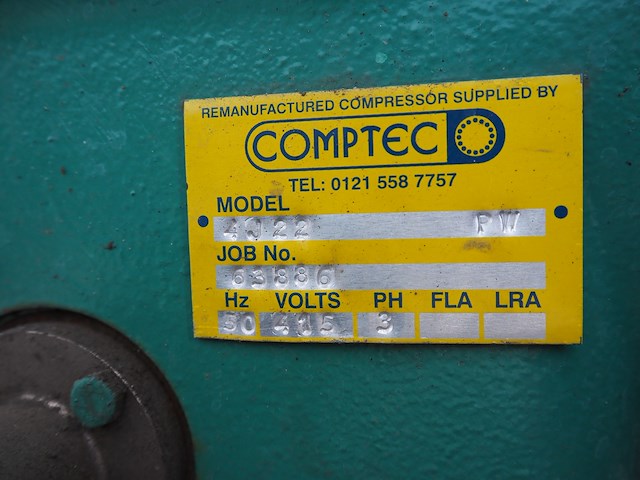 REMANUFACTURED COMPRESSOR SUPPLIED BY
COMPTEC
TEL: 0121 558 7757
MODEL
4J22 PW
JOB No.
63886
Hz VOLTS PH FLA LRA
50 415 3